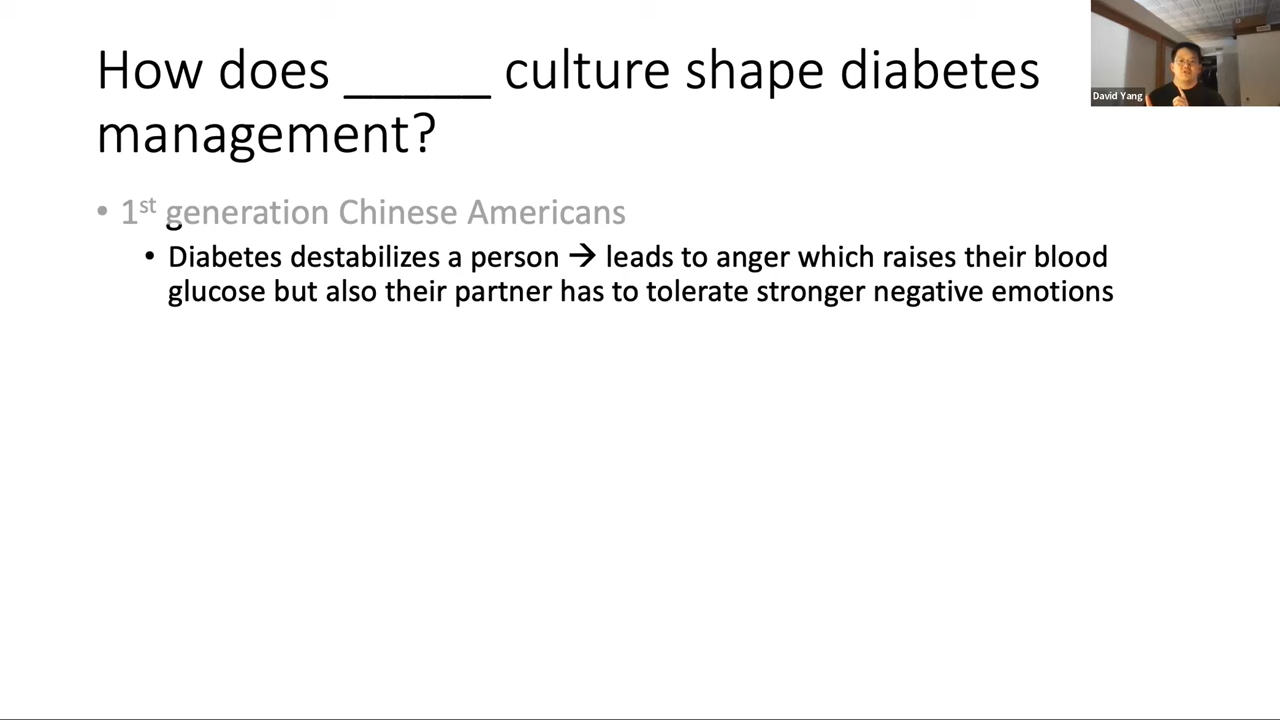 How does _____ culture shape diabetes
management?
David Yang
• 1st generation Chinese Americans
• Diabetes destabilizes a person → leads to anger which raises their blood
glucose but also their partner has to tolerate stronger negative emotions